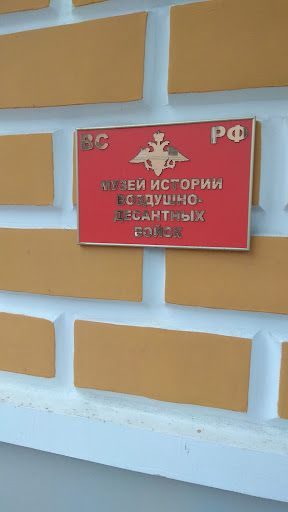 ВС РФ
МУЗЕЙ ИСТОРИИ
ВОЗДУШНО-
ДЕСАНТНЫХ
ВОЙСК